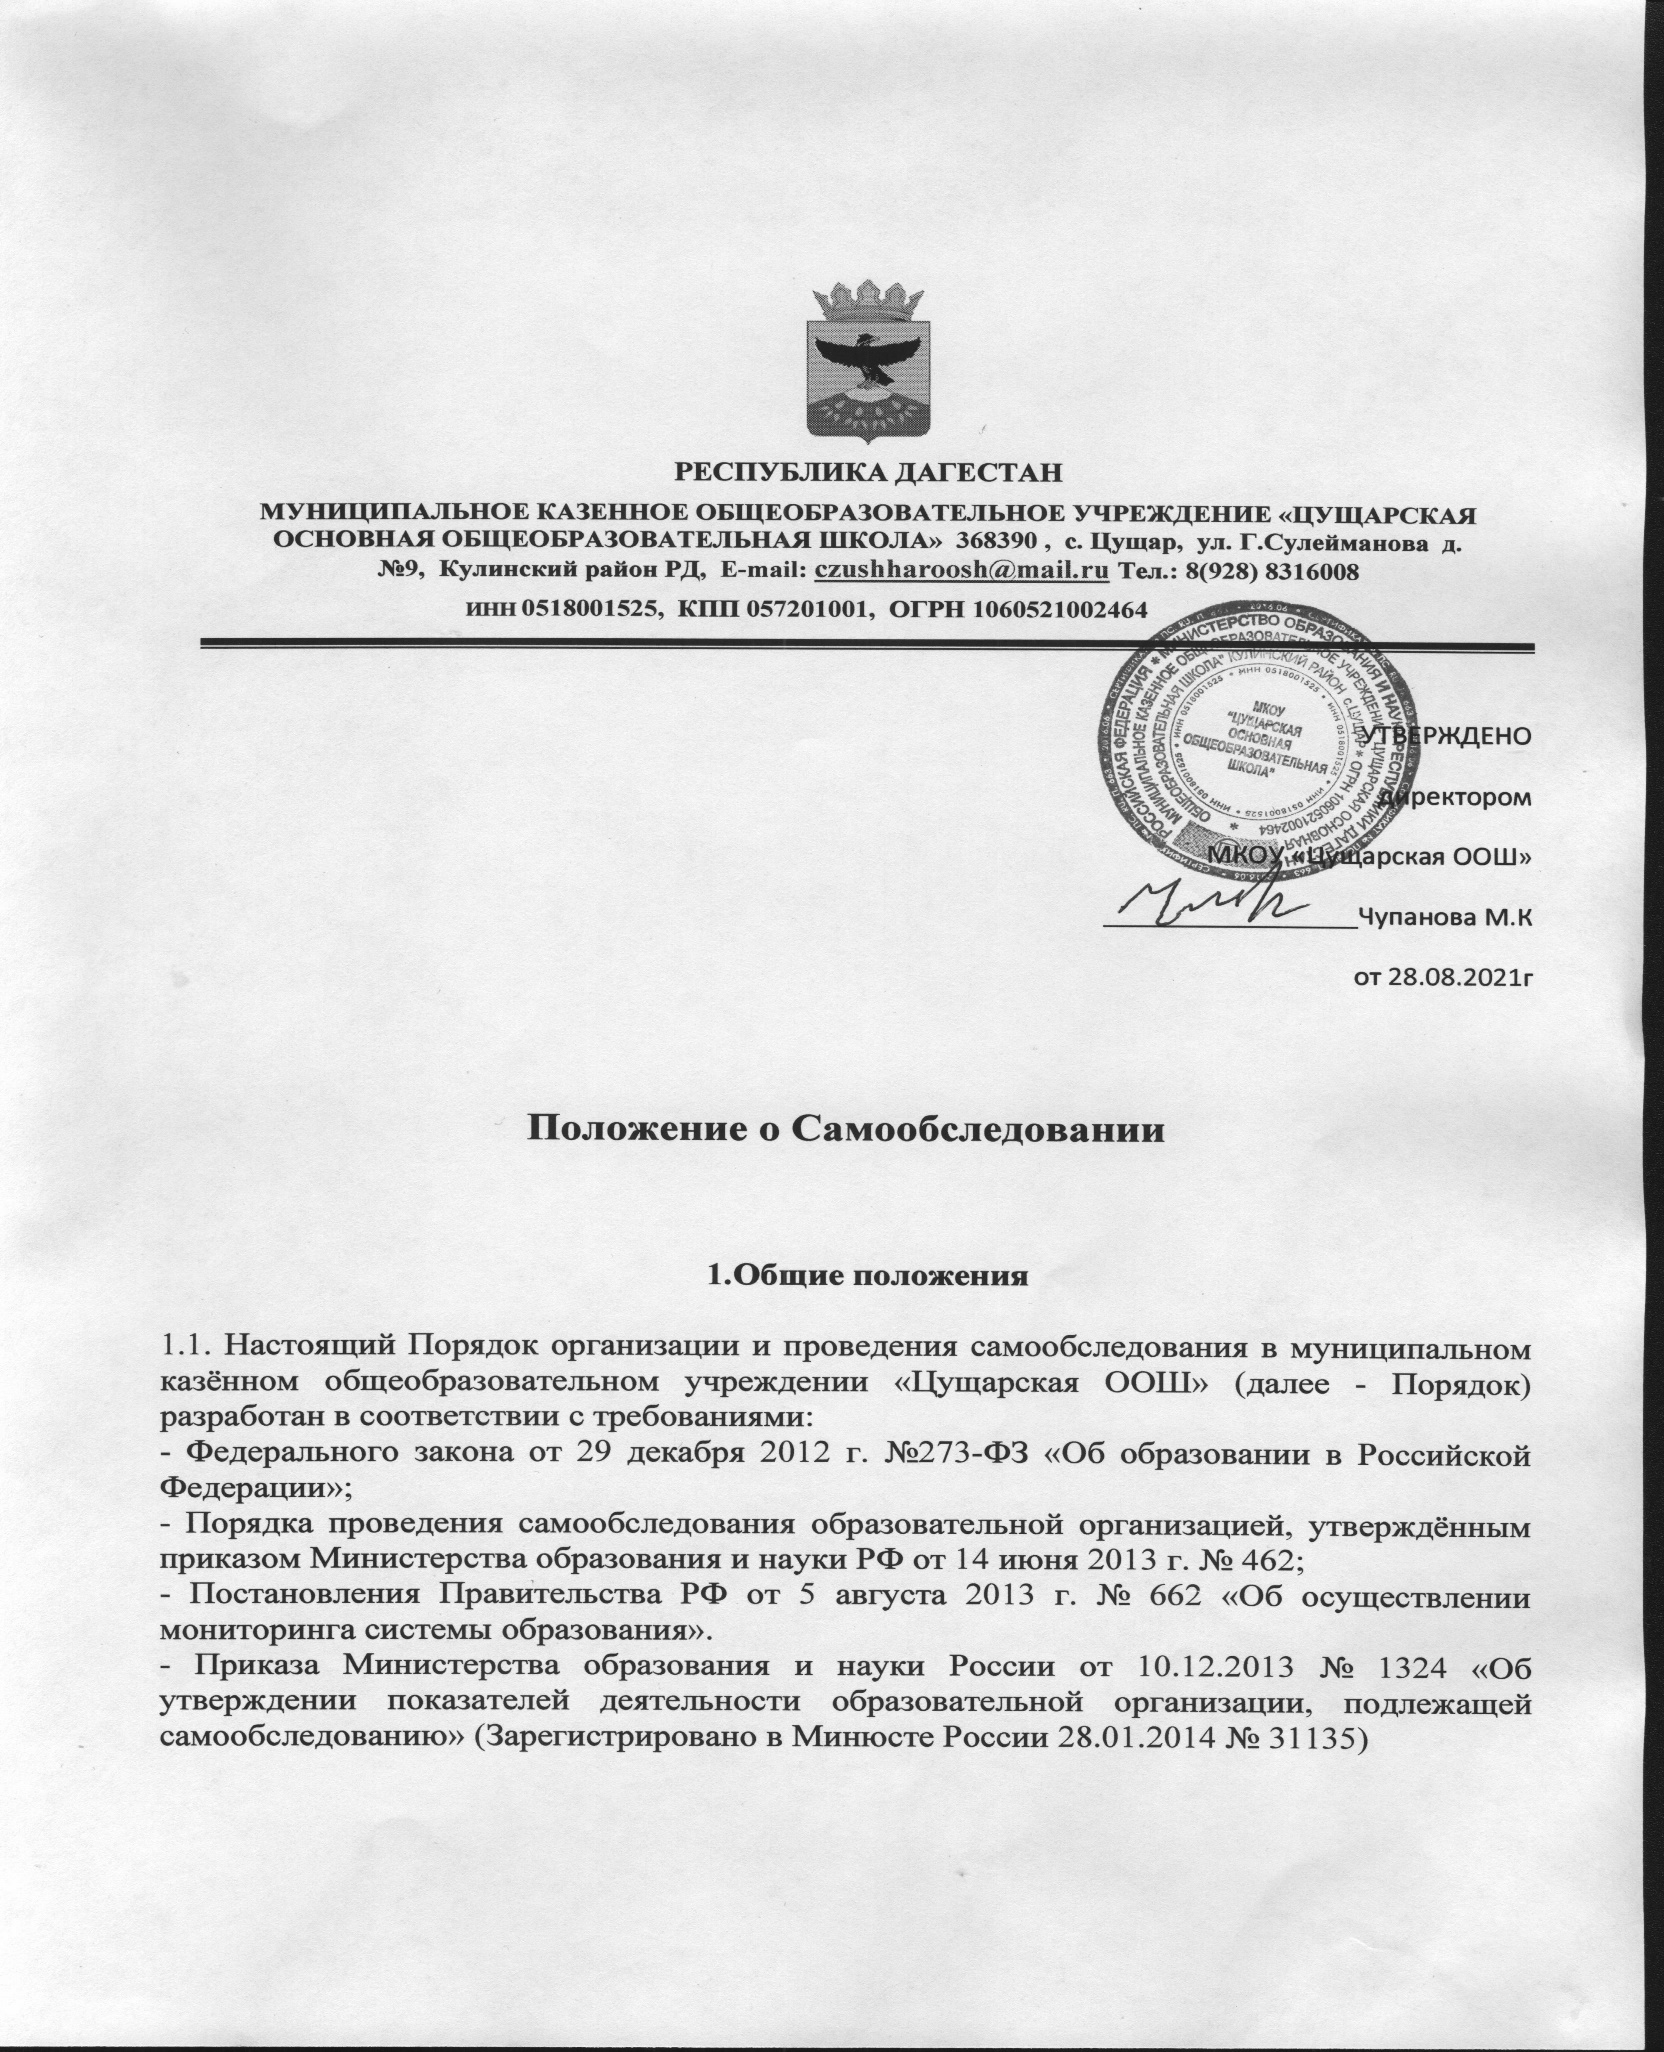 РЕСПУБЛИКА ДАГЕСТАН
МУНИЦИПАЛЬНОЕ КАЗЕННОЕ ОБЩЕОБРАЗОВАТЕЛЬНОЕ УЧРЕЖДЕНИЕ «ЦУЩАРСКАЯ
ОСНОВНАЯ ОБЩЕОБРАЗОВАТЕЛЬНАЯ ШКОЛА» 368390 , с. Цущар, ул. Г.Сулейманова д.
№9, Кулинский район РД, E-mail: czushharoosh@mail.ru Тел.: 8(928) 8316008
ИНН 0518001525, КПП 057201001, ОГРН 1060521002464
МКОУ
"ЦУЩАРСКАЯ
ОСНОВНАЯ
ОБЩЕОБРАЗОВАТЕЛЬНАЯ
ШКОЛА"
УТВЕРЖДЕНО
директором
МКОУ «Цущарская ООШ»
Чупанова М.К
от 28.08.2021г
Положение о Самообследовании
1.Общие положения
1.1. Настоящий Порядок организации и проведения самообследования в муниципальном
казённом общеобразовательном учреждении «Цущарская ООШ» (далее - Порядок)
разработан в соответствии с требованиями:
- Федерального закона от 29 декабря 2012 г. №273-ФЗ «Об образовании в Российской
Федерации»;
- Порядка проведения самообследования образовательной организацией, утверждённым
приказом Министерства образования и науки РФ от 14 июня 2013 г. № 462;
- Постановления Правительства РФ от 5 августа 2013 г. № 662 «Об осуществлении
мониторинга системы образования».
- Приказа Министерства образования и науки России от 10.12.2013 № 1324 «Об
утверждении показателей деятельности образовательной организации, подлежащей
самообследованию» (Зарегистрировано в Минюсте России 28.01.2014 № 31135)